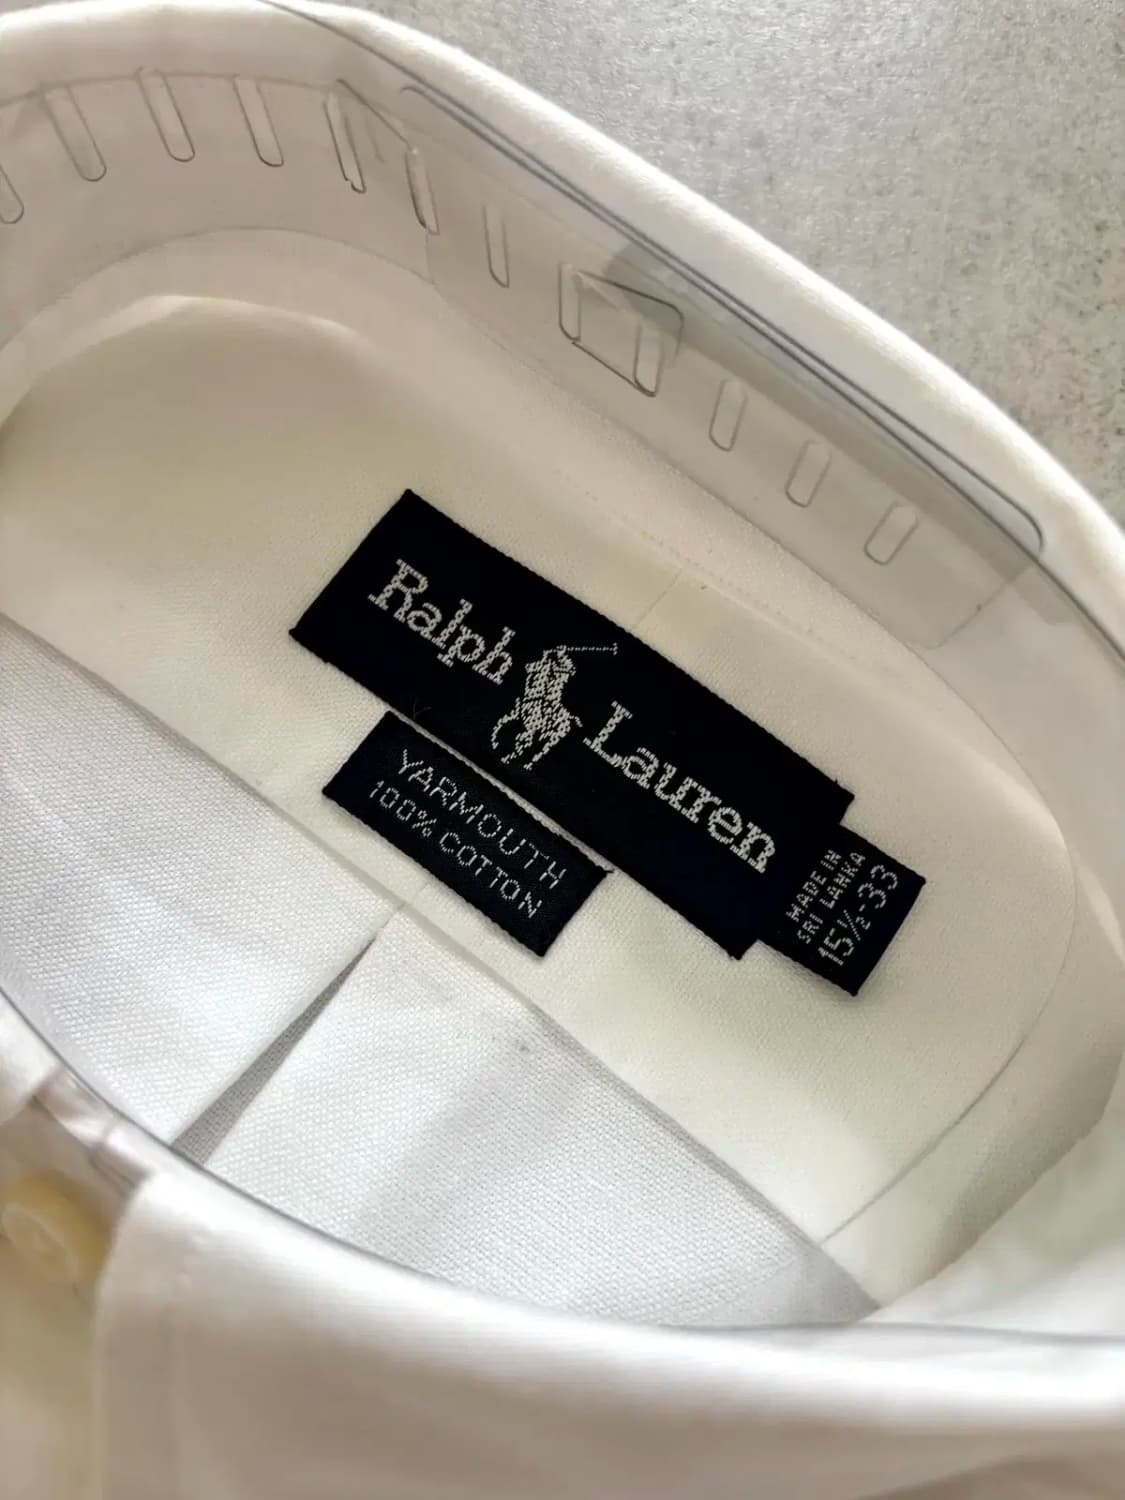 Ralph Lauren
YARMOUTH
100% COTTON
MADE IN
SRI LANKA
15½-33